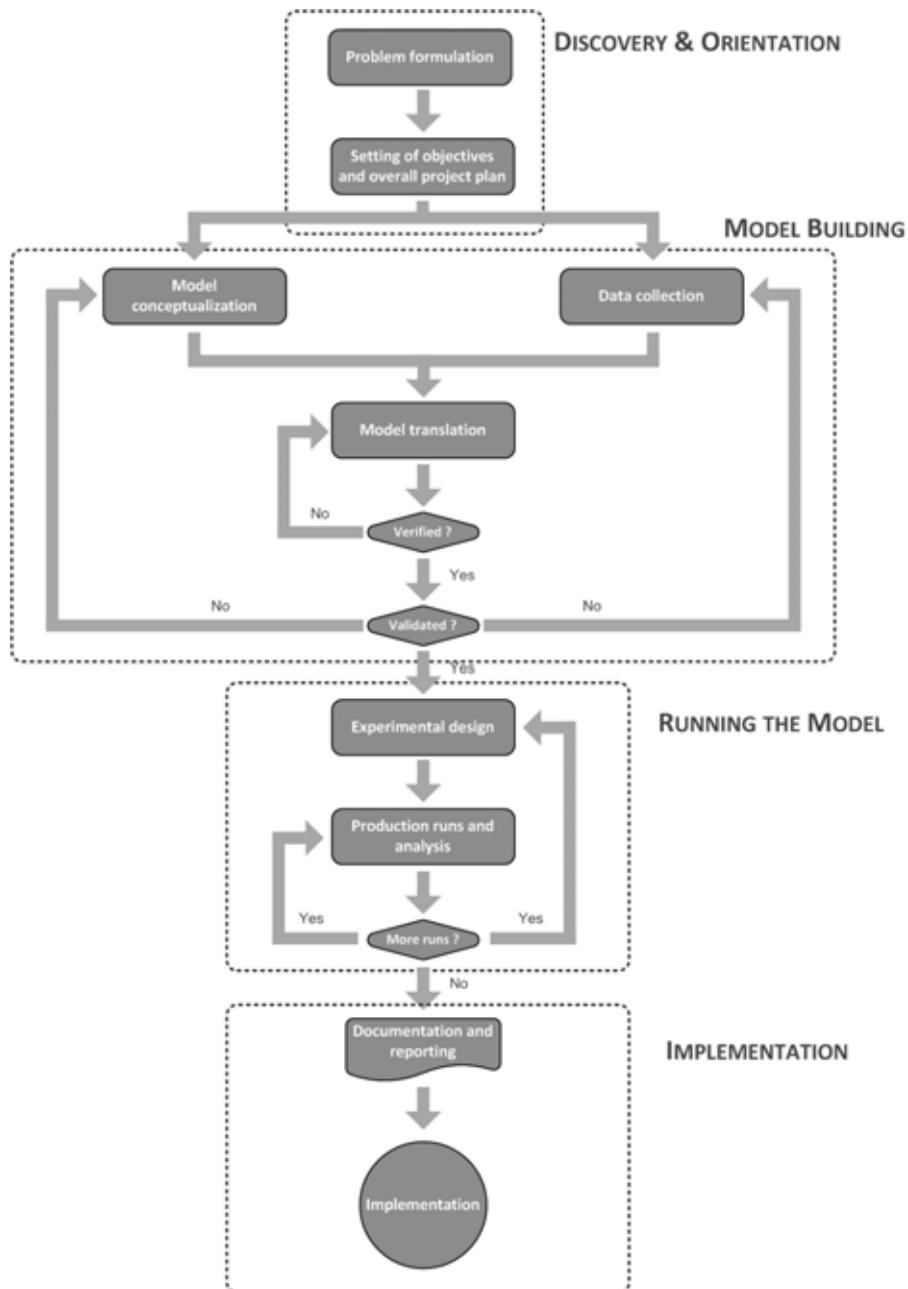 DISCOVERY & ORIENTATION
Problem formulation
Setting of objectives
and overall project plan
MODEL BUILDING
Model
conceptualization
Data collection
Model translation
No
Verified ?
Yes
No
Validated ?
No
Yes
RUNNING THE MODEL
Experimental design
Production runs and
analysis
Yes
More runs ?
Yes
No
IMPLEMENTATION
Documentation and
reporting
Implementation